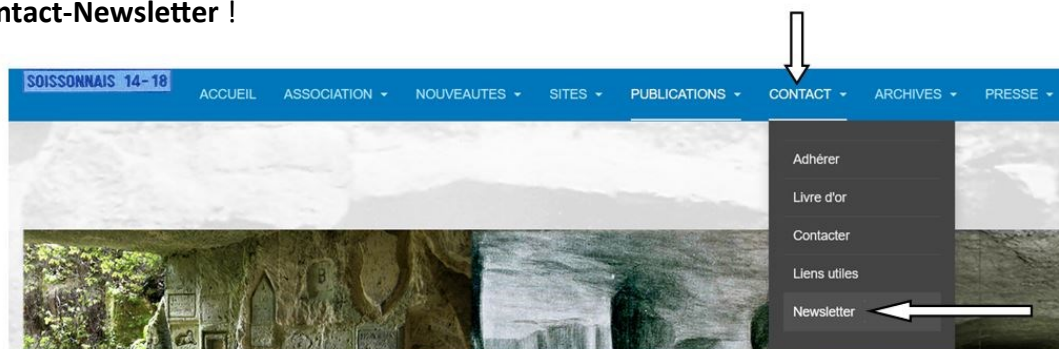 ntact-Newsletter !
SOISSONNAIS 14-18
ACCUEIL ASSOCIATION NOUVEAUTES SITES PUBLICATIONS CONTACT ARCHIVES PRESSE
Adhérer
Livre d'or
Contacter
Liens utiles
Newsletter